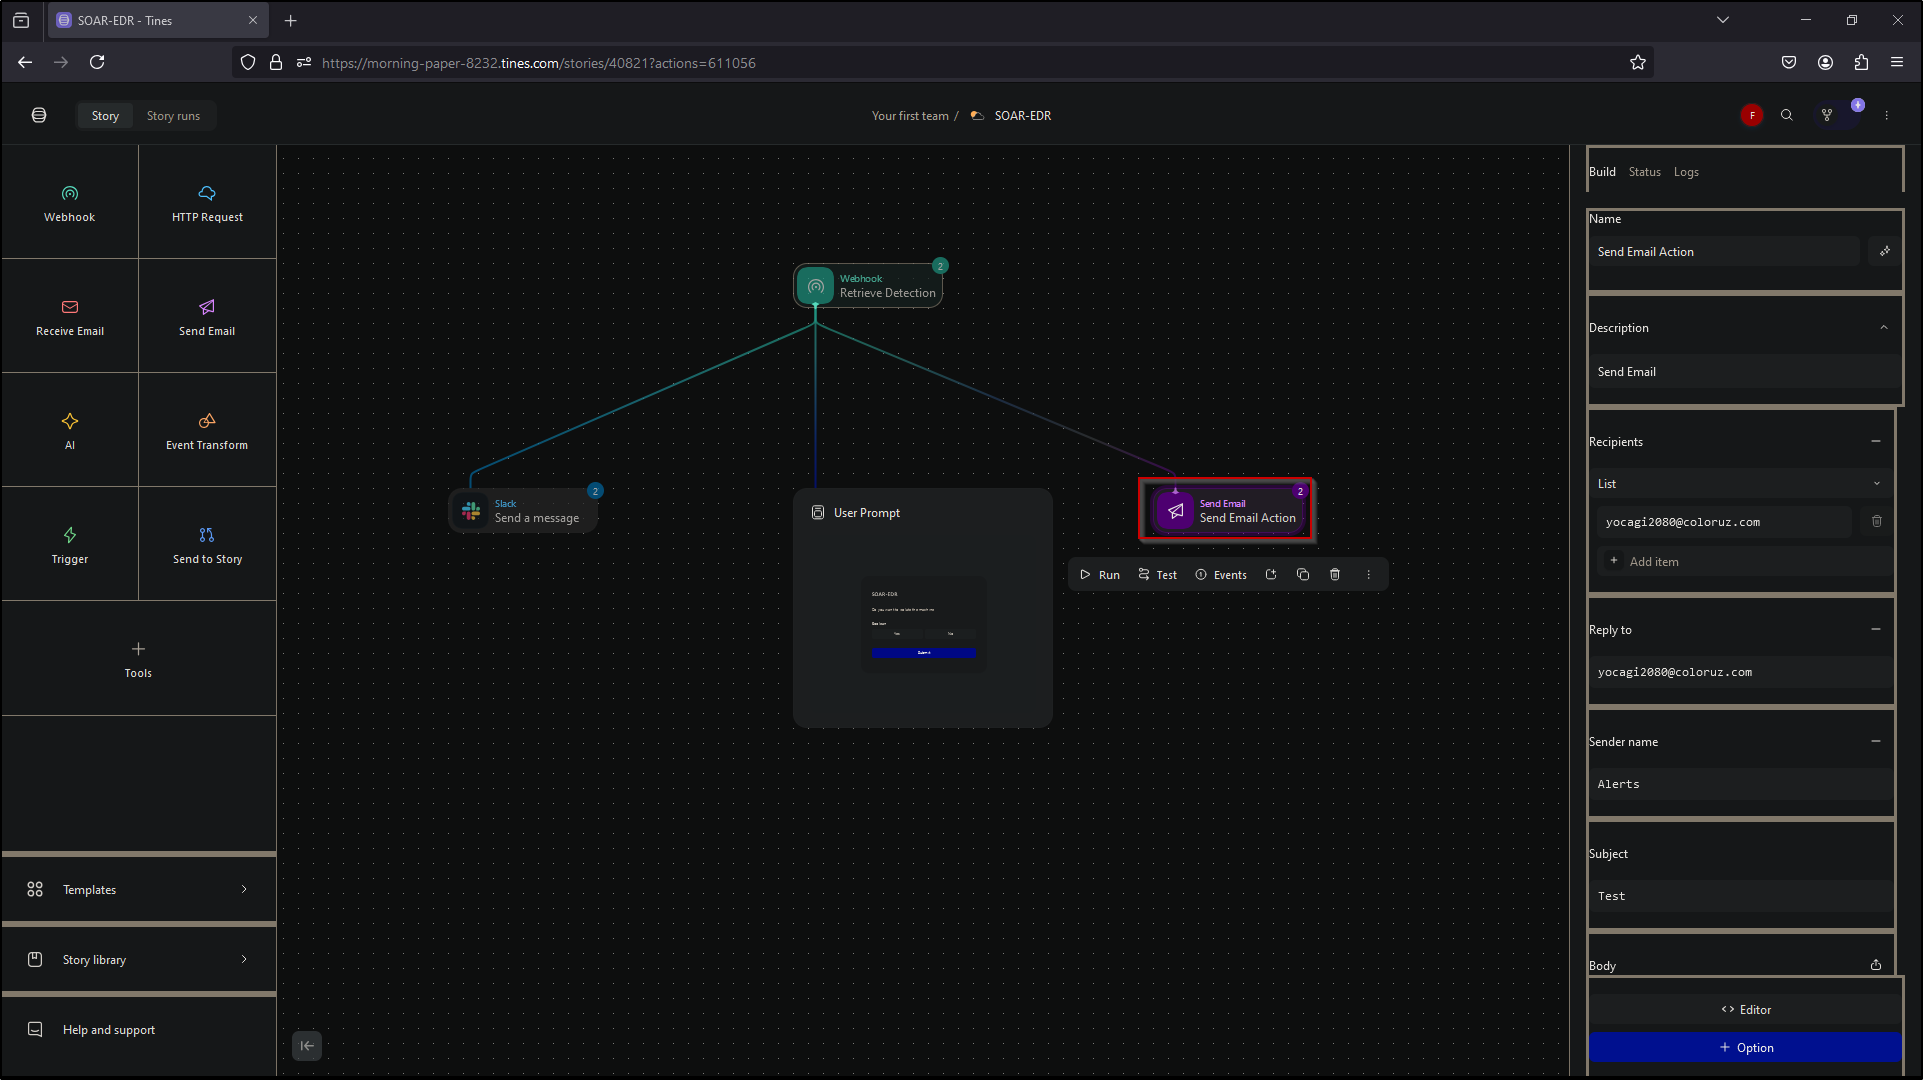 SOAR-EDR - Tines
https://morning-paper-8232.tines.com/stories/40821?actions=611056
Story
Story runs
Your first team /
SOAR-EDR
F
Webhook
HTTP Request
Receive Email
Send Email
AI
Event Transform
Trigger
Send to Story
Tools
Templates
Story library
Help and support
2
Webhook
Retrieve Detection
2
Slack
Send a message
User Prompt
SOAR-EDR
Submit
2
Send Email
Send Email Action
Run
Test
Events
Build Status Logs
Name
Send Email Action
Description
Send Email
Recipients
List
yocagi2080@coloruz.com
+ Add item
Reply to
yocagi2080@coloruz.com
Sender name
Alerts
Subject
Test
Body
<> Editor
+ Option